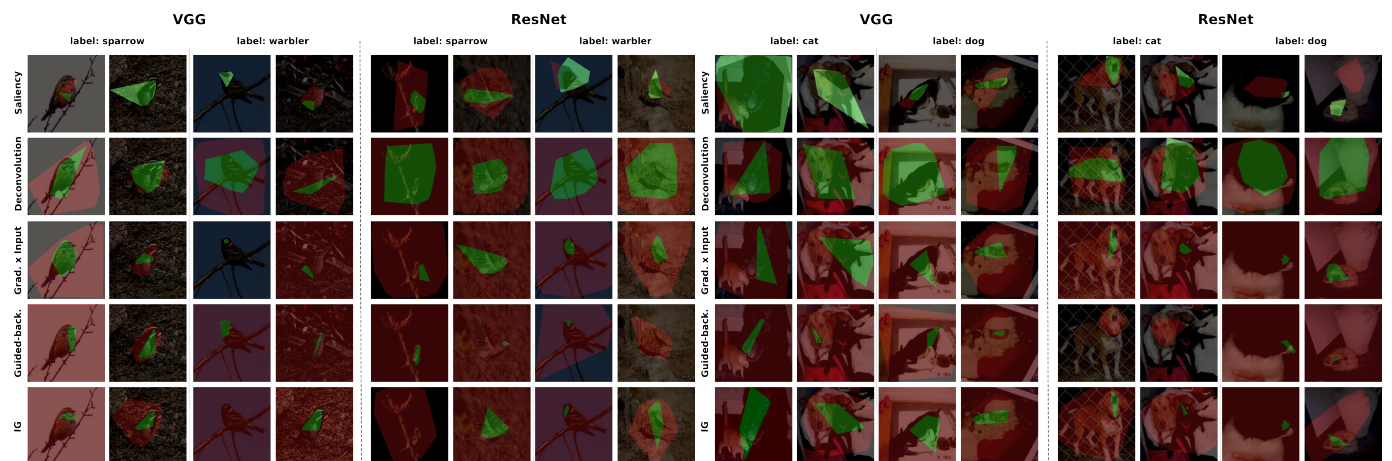 VGG ResNet VGG ResNet
label: sparrow label: warbler label: sparrow label: warbler label: cat label: dog label: cat label: dog
Saliency Saliency
Deconvolution Deconvolution
Grad. x Input Grad. x Input
Guided-back. Guided-back.
IG IG